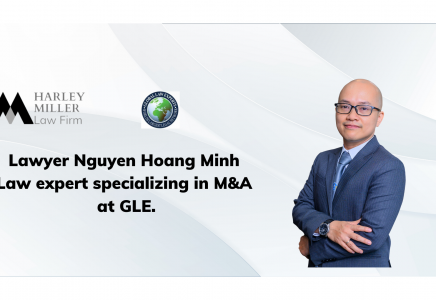 HARLEY
MILLER
Law Firm
Lawyer Nguyen Hoang Minh
Law expert specializing in M&A
at GLE.